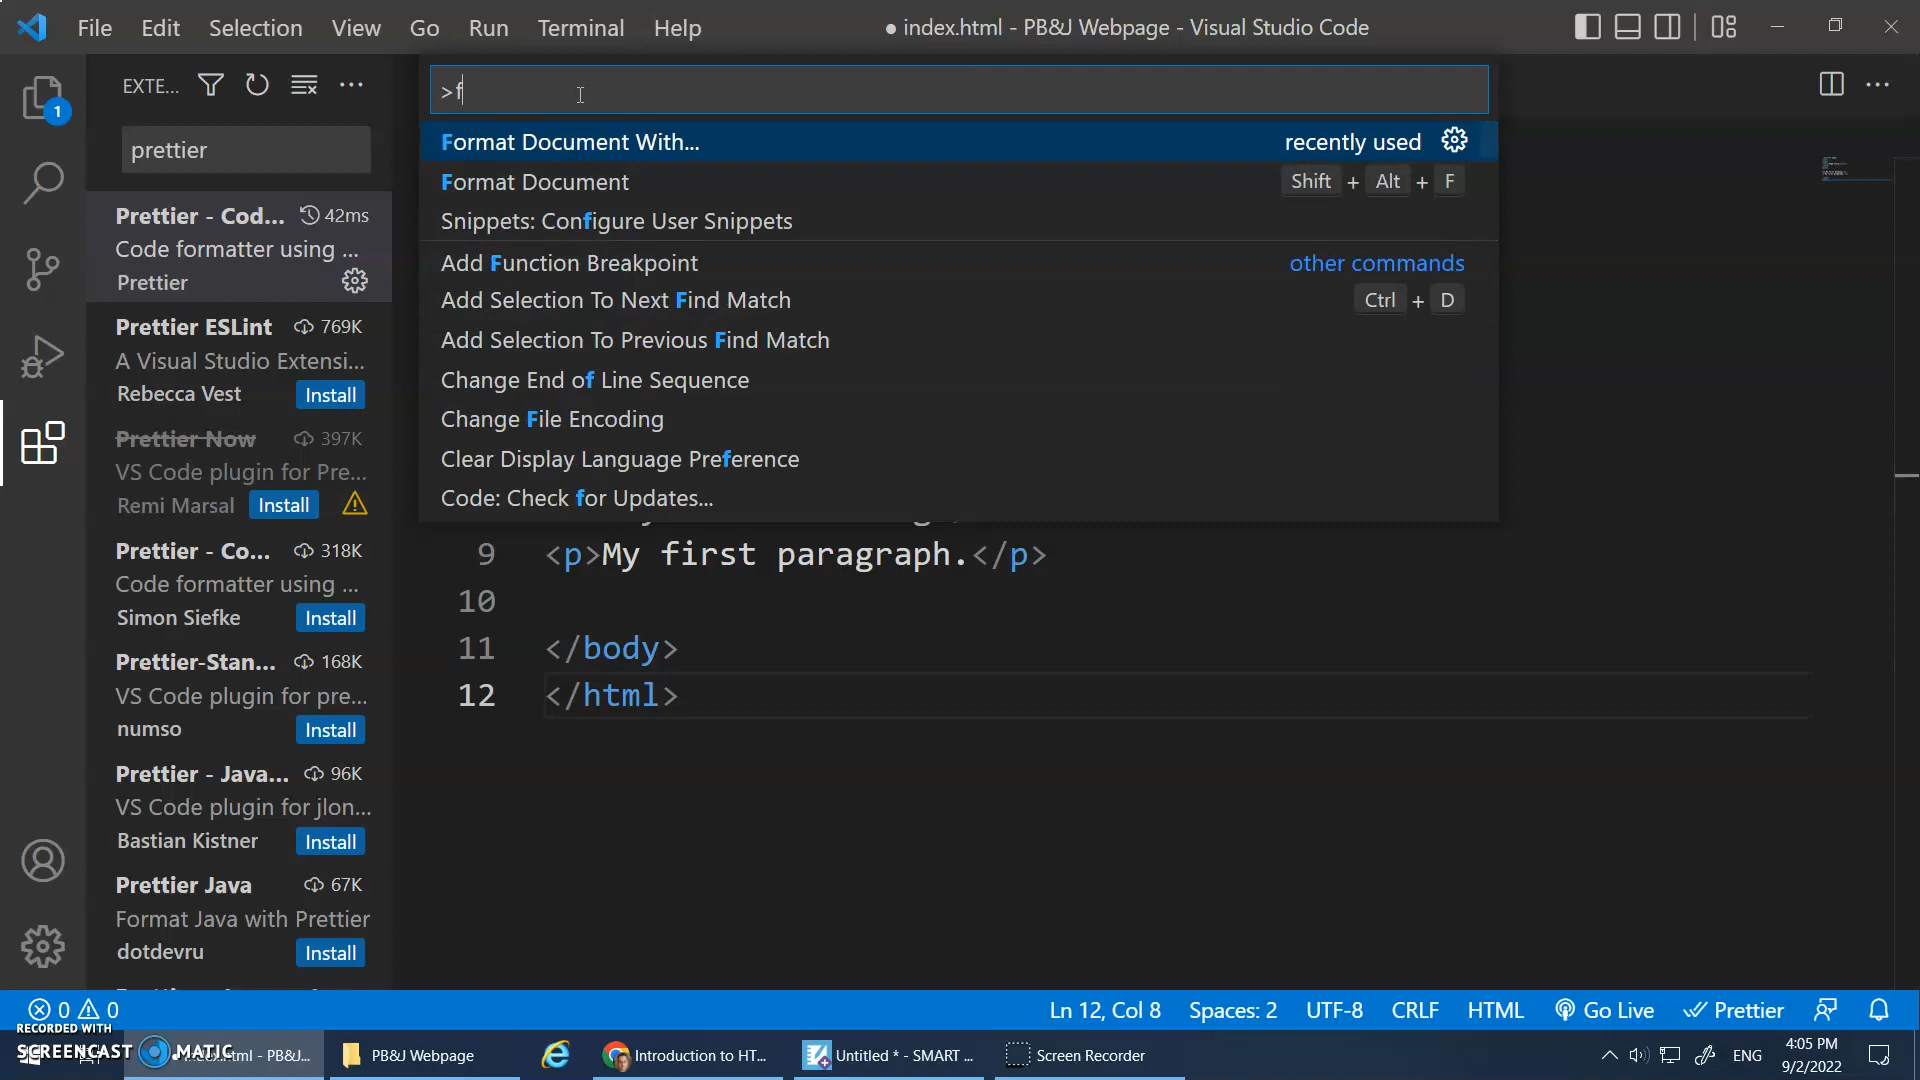 File Edit Selection View Go Run Terminal Help
● index.html - PB&J Webpage - Visual Studio Code
EXTE...
prettier
1
Prettier - Cod... 42ms
Code formatter using ...
Prettier
Prettier ESLint 769K
A Visual Studio Extensi...
Rebecca Vest Install
Prettier Now 397K
VS Code plugin for Pre...
Remi Marsal Install
Prettier - Co... 318K
Code formatter using ...
Simon Siefke Install
Prettier-Stan... 168K
VS Code plugin for pre...
numso Install
Prettier - Java... 96K
VS Code plugin for jlon...
Bastian Kistner Install
Prettier Java 67K
Format Java with Prettier
dotdevru Install
>f
Format Document With... recently used
Format Document Shift + Alt + F
Snippets: Configure User Snippets
Add Function Breakpoint other commands
Add Selection To Next Find Match Ctrl + D
Add Selection To Previous Find Match
Change End of Line Sequence
Change File Encoding
Clear Display Language Preference
Code: Check for Updates...
9 <p>My first paragraph.</p>
10
11 </body>
12 </html>
0 0 Ln 12, Col 8 Spaces: 2 UTF-8 CRLF HTML Go Live Prettier
RECORDED WITH
SCREENCAST MATIC
.html - PB&J... PB&J Webpage Introduction to HT... Untitled * - SMART ... Screen Recorder ENG
4:05 PM
9/2/2022